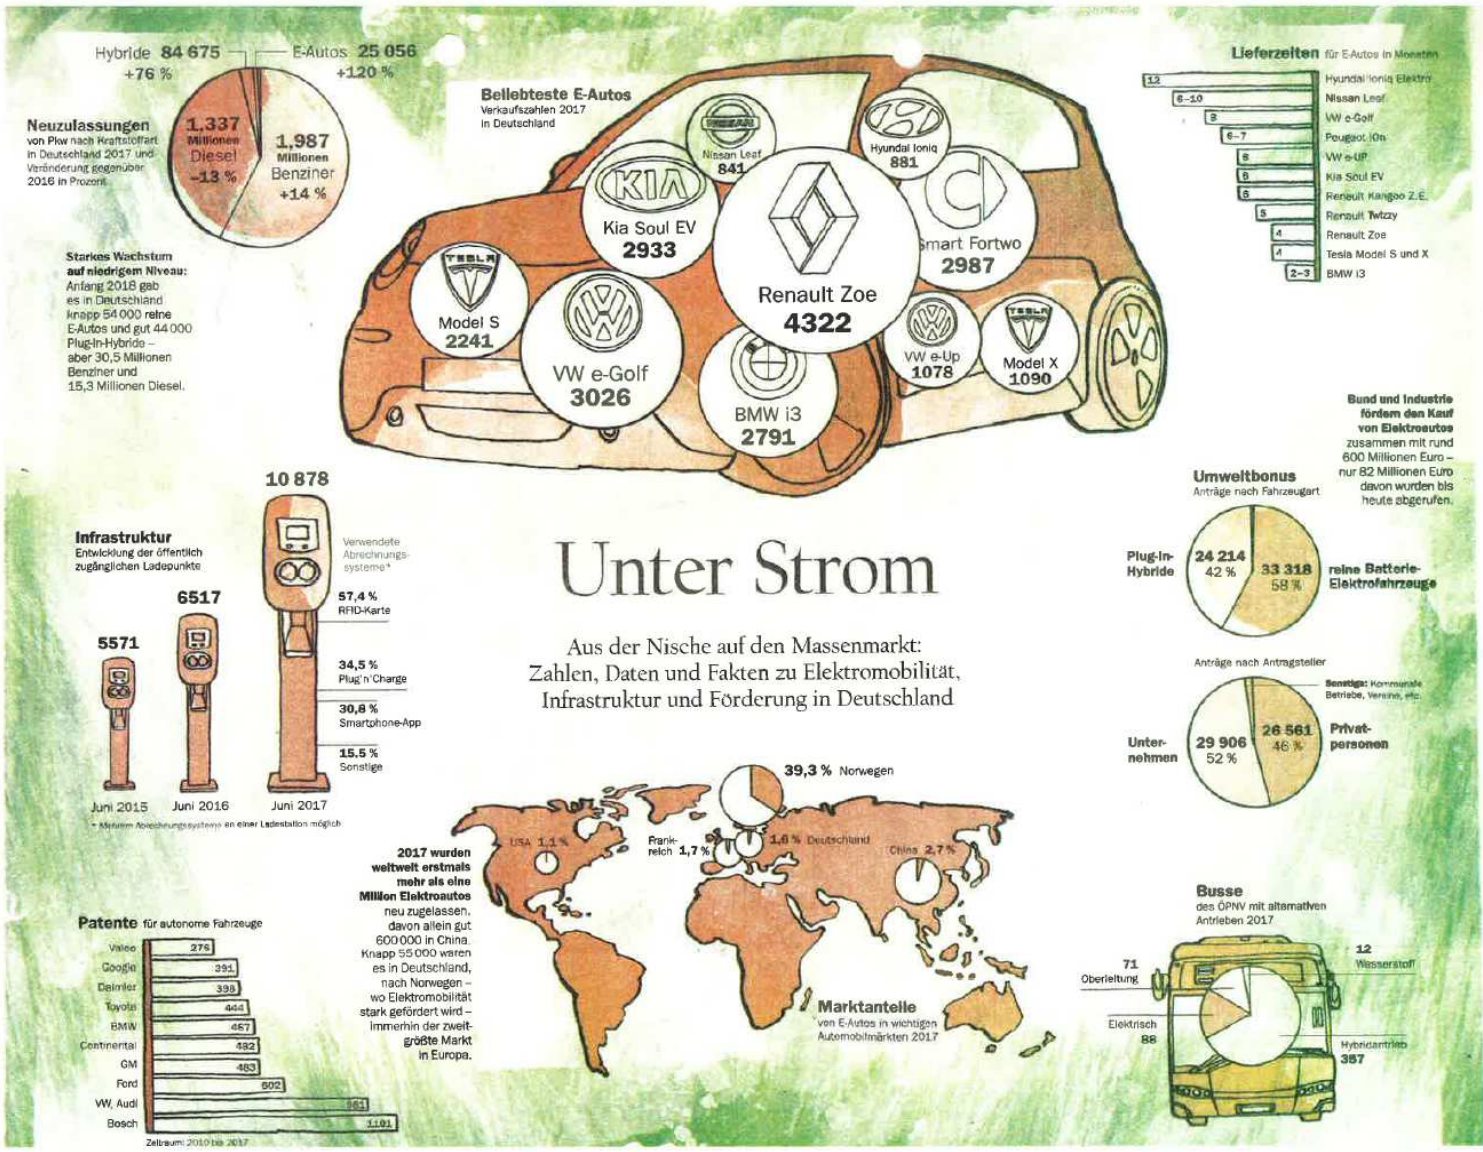 Hybride 84 675
+76 %
E-Autos 25 056
+120 %
Neuzulassungen
von Pkw nach Kraftstoffart
in Deutschland 2017 und
Veränderung gegenüber
2016 in Prozent
1,337
Millionen
Diesel
–13 %
1,987
Millionen
Benziner
+14 %
Starkes Wachstum
auf niedrigem Niveau:
Anfang 2018 gab
es in Deutschland
knapp 54 000 reine
E-Autos und gut 44 000
Plug-In-Hybride –
aber 30,5 Millionen
Benziner und
15,3 Millionen Diesel.
Beliebteste E-Autos
Verkaufszahlen 2017
in Deutschland
NISSAN
Nissan Leaf
841
Hyundai Ioniq
881
KIA
Kia Soul EV
2933
Renault Zoe
4322
Smart Fortwo
2987
TESLA
Model S
2241
VW e-Golf
3026
BMW i3
2791
VW e-Up
1078
TESLA
Model X
1090
Lieferzeiten für E-Autos in Monaten
12 Hyundai Ioniq Elektro
6–10 Nissan Leaf
8 VW e-Golf
6–7 Peugeot iOn
6 VW e-UP
6 Kia Soul EV
6 Renault Kangoo Z.E.
5 Renault Twizzy
4 Renault Zoe
4 Tesla Model S und X
2–3 BMW i3
Bund und Industrie
fördern den Kauf
von Elektroautos
zusammen mit rund
600 Millionen Euro –
nur 82 Millionen Euro
davon wurden bis
heute abgerufen.
Umweltbonus
Anträge nach Fahrzeugart
Plug-In-
Hybride
24 214
42 %
33 318
58 %
reine Batterie-
Elektrofahrzeuge
Anträge nach Antragsteller
Sonstige: Kommunale
Betriebe, Vereine, etc.
Unter-
nehmen
29 906
52 %
26 561
46 %
Privat-
personen
Infrastruktur
Entwicklung der öffentlich
zugänglichen Ladepunkte
5571
6517
10 878
Juni 2015
Juni 2016
Juni 2017
Verwendete
Abrechnungs-
systeme*
57,4 %
RFID-Karte
34,5 %
Plug'n'Charge
30,8 %
Smartphone-App
15.5 %
Sonstige
* Mehrere Abrechnungssysteme an einer Ladestation möglich
Unter Strom
Aus der Nische auf den Massenmarkt:
Zahlen, Daten und Fakten zu Elektromobilität,
Infrastruktur und Förderung in Deutschland
2017 wurden
weltweit erstmals
mehr als eine
Million Elektroautos
neu zugelassen,
davon allein gut
600 000 in China.
Knapp 55 000 waren
es in Deutschland,
nach Norwegen –
wo Elektromobilität
stark gefördert wird –
immerhin der zweit-
größte Markt
in Europa.
39,3 % Norwegen
USA 1,1 %
Frank-
reich 1,7 %
1,6 % Deutschland
China 2,7 %
Marktanteile
von E-Autos in wichtigen
Automobilmärkten 2017
Patente für autonome Fahrzeuge
Valeo 276
Google 391
Daimler 398
Toyota 444
BMW 467
Continental 482
GM 483
Ford 602
VW, Audi 961
Bosch 1101
Zeitraum: 2010 bis 2017
Busse
des ÖPNV mit alternativen
Antrieben 2017
12
Wasserstoff
71
Oberleitung
Elektrisch
88
Hybridantrieb
357